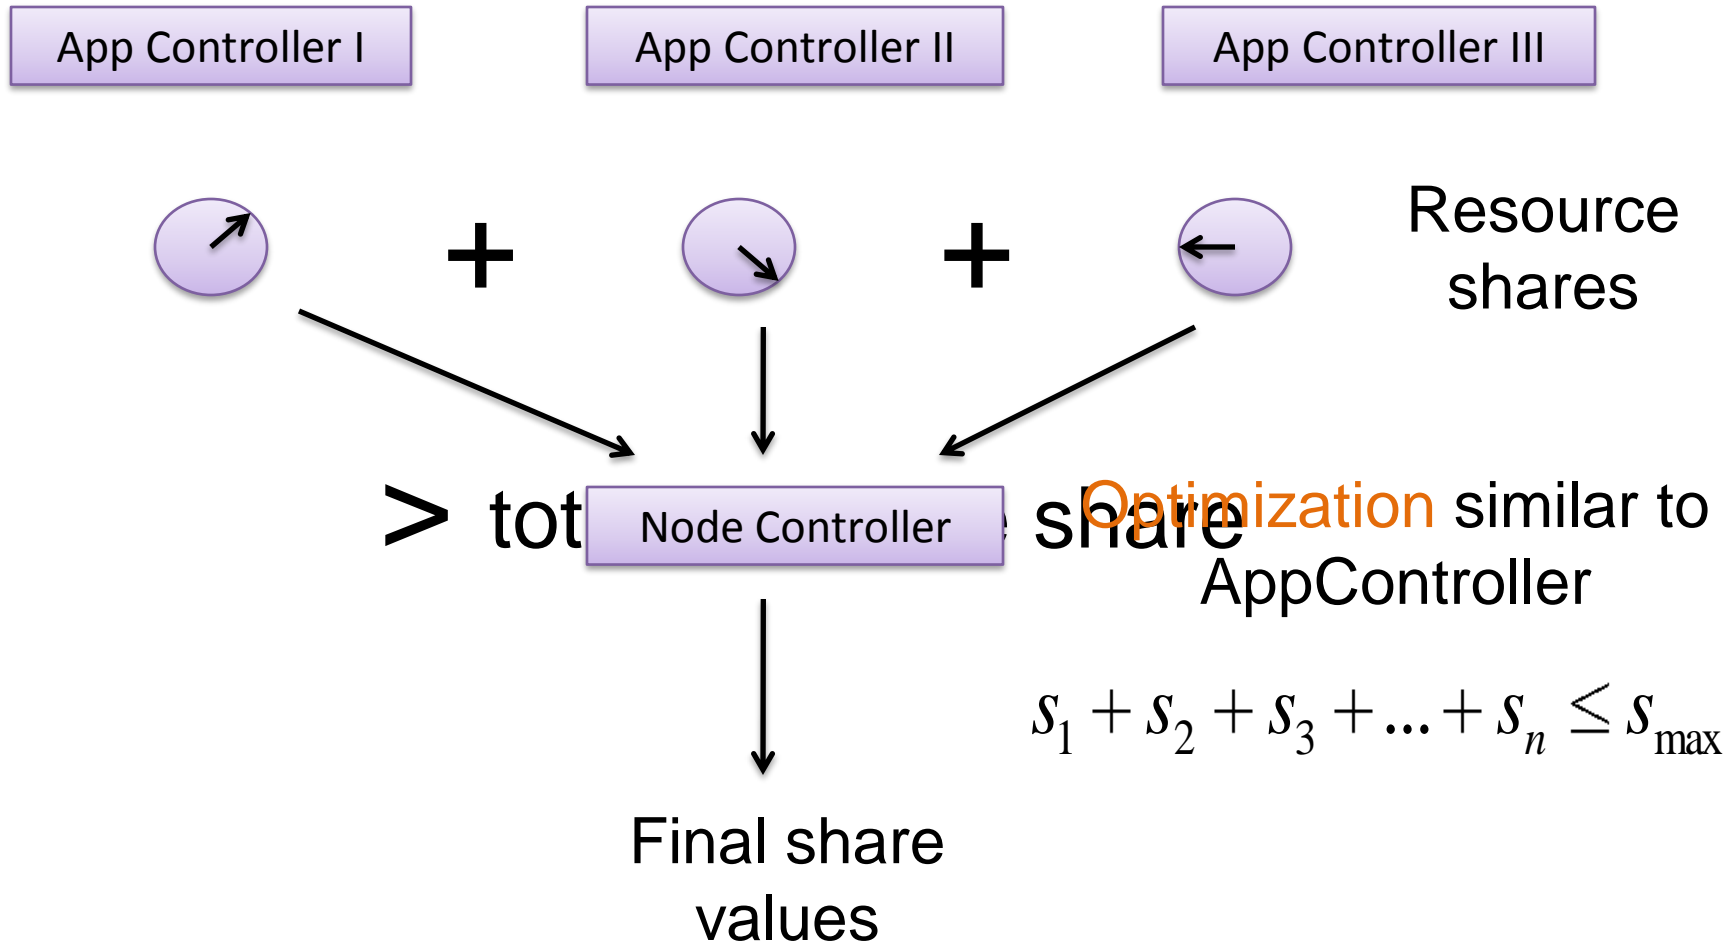 App Controller I
App Controller II
App Controller III
+
+
Resource
shares
> tot
share
Node Controller
Optimization similar to
AppController
s1 + s2 + s3 + ... + sn ≤ smax
Final share
values